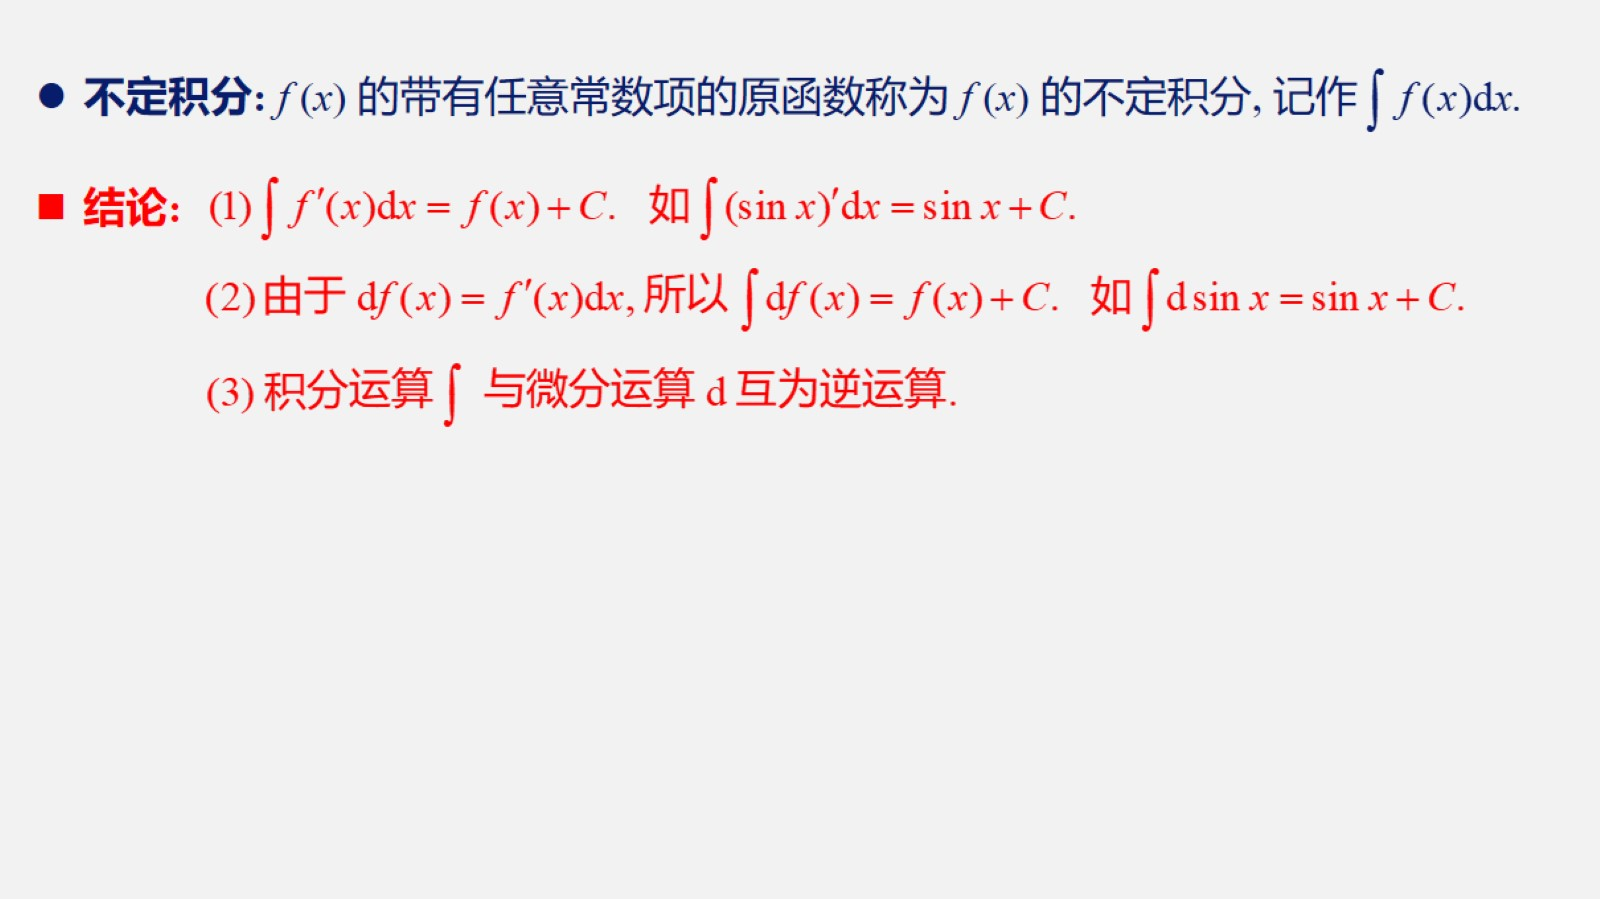 ● 不定积分: f (x) 的带有任意常数项的原函数称为 f (x) 的不定积分, 记作 ∫ f (x)dx.
■ 结论: (1) ∫ f ′(x)dx = f (x) + C. 如 ∫ (sin x)′dx = sin x + C.
(2) 由于 df (x) = f ′(x)dx, 所以 ∫ df (x) = f (x) + C. 如 ∫ d sin x = sin x + C.
(3) 积分运算 ∫ 与微分运算 d 互为逆运算.